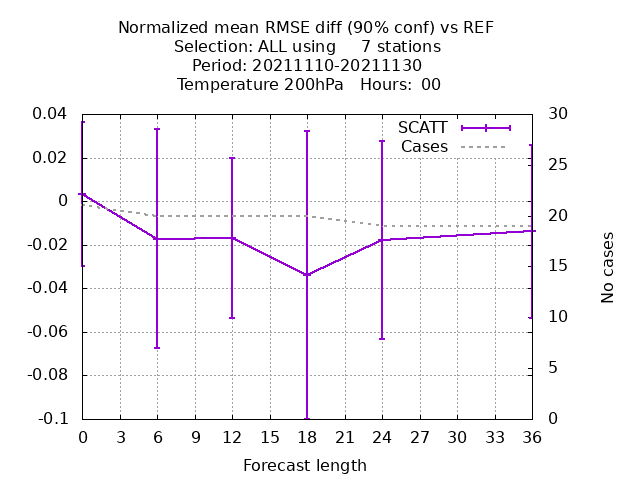 Normalized mean RMSE diff (90% conf) vs REF
Selection: ALL using     7 stations
Period: 20211110-20211130
Temperature 200hPa   Hours:  00
SCATT
Cases
0.04
0.02
0
-0.02
-0.04
-0.06
-0.08
-0.1
30
25
20
15
10
5
0
No cases
0 3 6 9 12 15 18 21 24 27 30 33 36
Forecast length